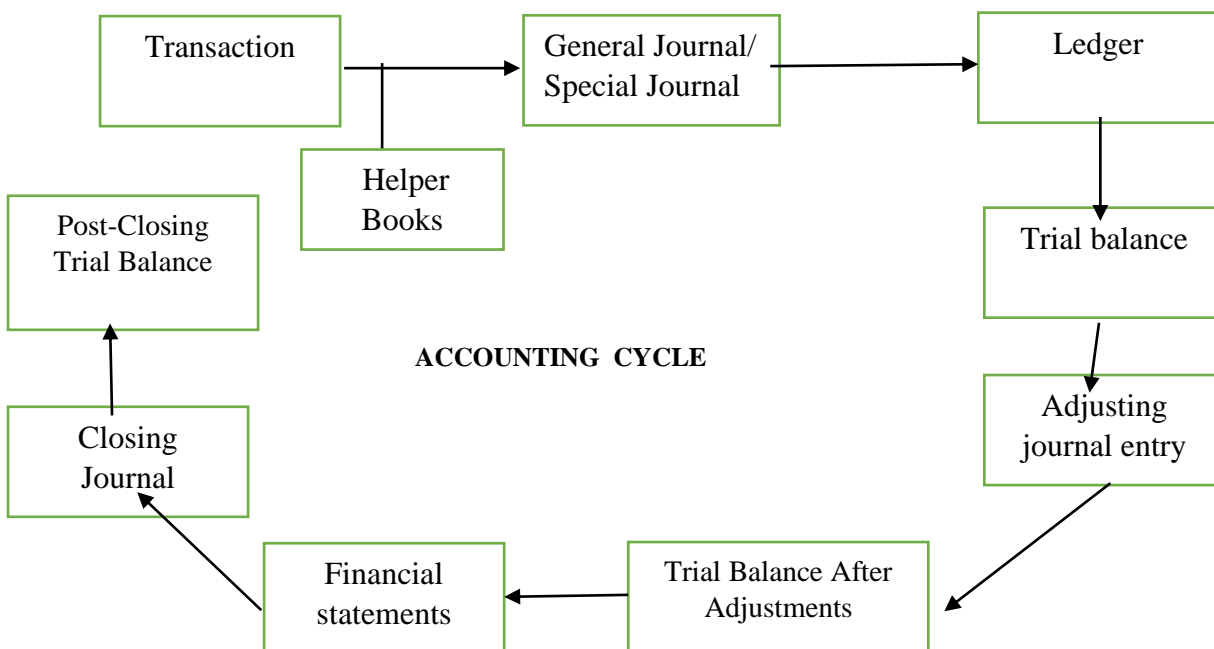 Transaction
General Journal/
Special Journal
Ledger
Helper
Books
Post-Closing
Trial Balance
Trial balance
ACCOUNTING CYCLE
Adjusting
journal entry
Closing
Journal
Financial
statements
Trial Balance After
Adjustments